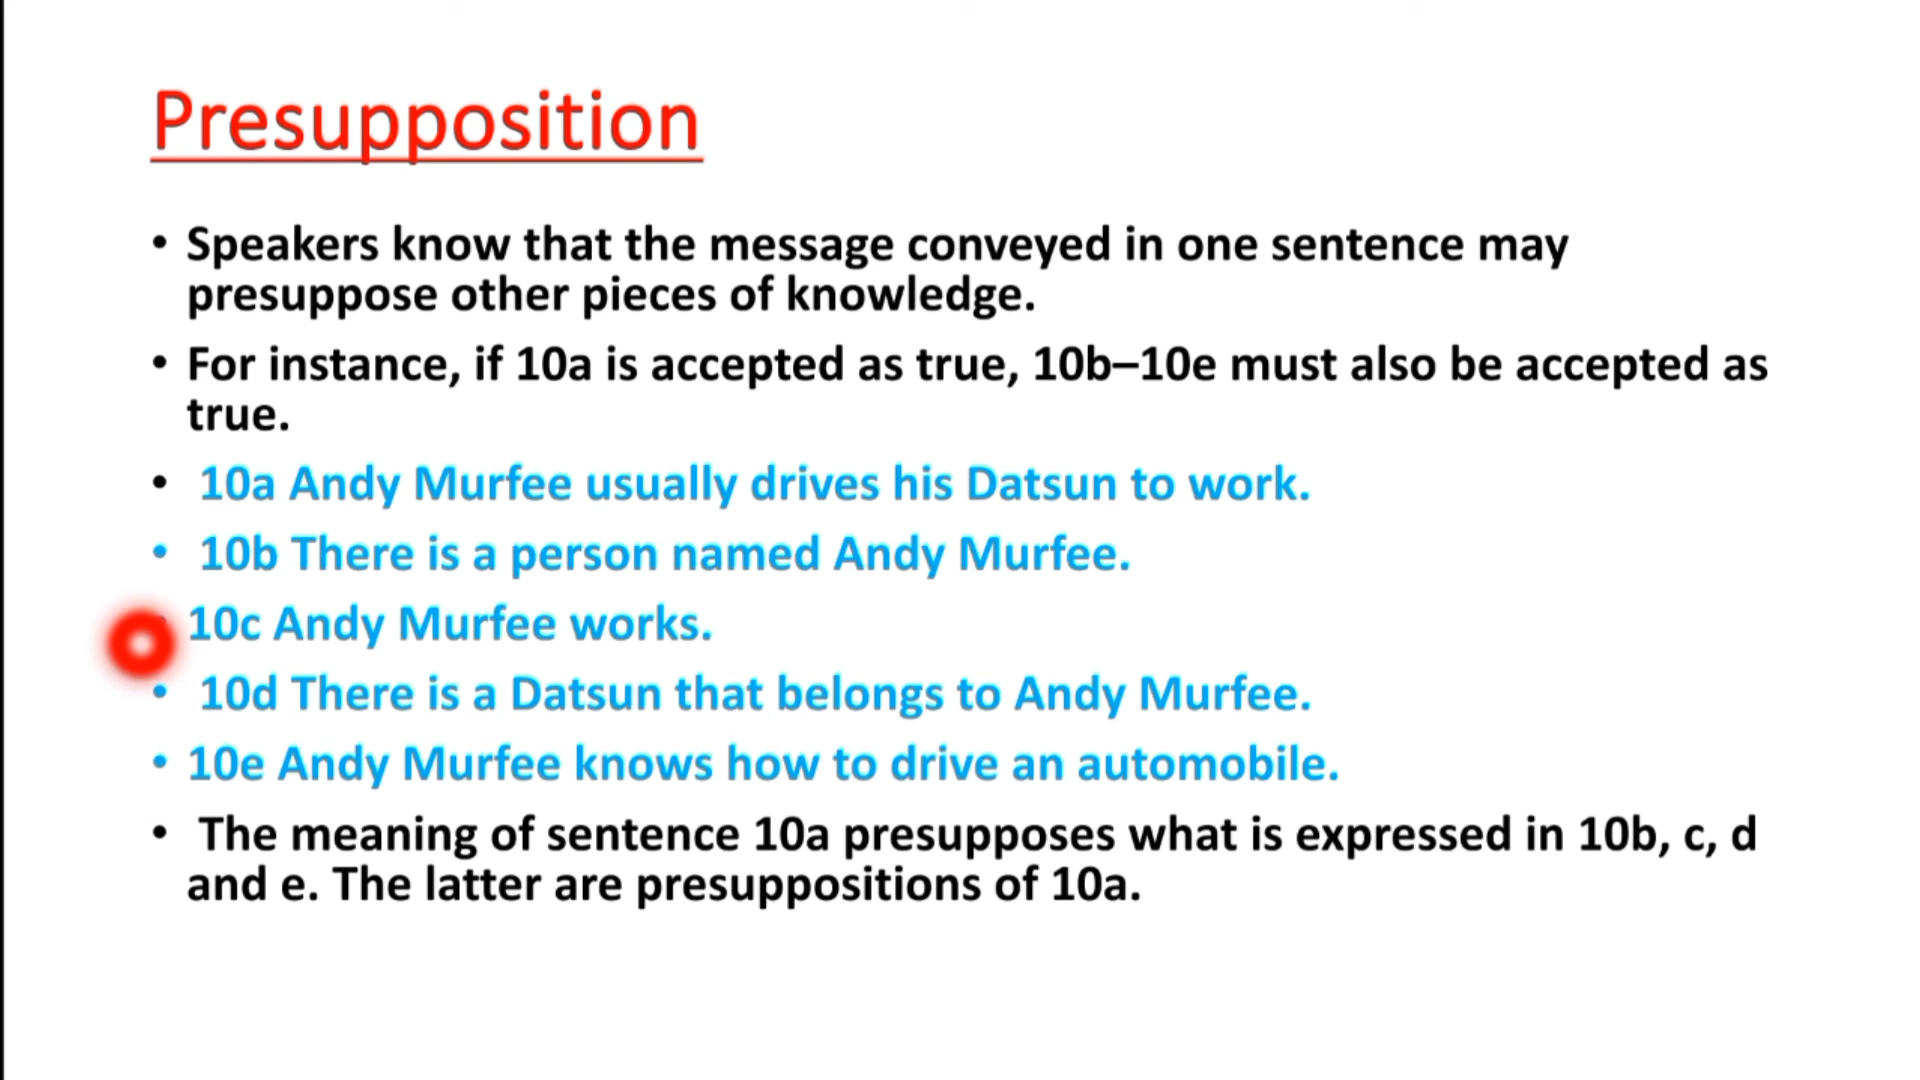 Presupposition
• Speakers know that the message conveyed in one sentence may
presuppose other pieces of knowledge.
• For instance, if 10a is accepted as true, 10b–10e must also be accepted as
true.
• 10a Andy Murfee usually drives his Datsun to work.
• 10b There is a person named Andy Murfee.
• 10c Andy Murfee works.
• 10d There is a Datsun that belongs to Andy Murfee.
• 10e Andy Murfee knows how to drive an automobile.
• The meaning of sentence 10a presupposes what is expressed in 10b, c, d
and e. The latter are presuppositions of 10a.